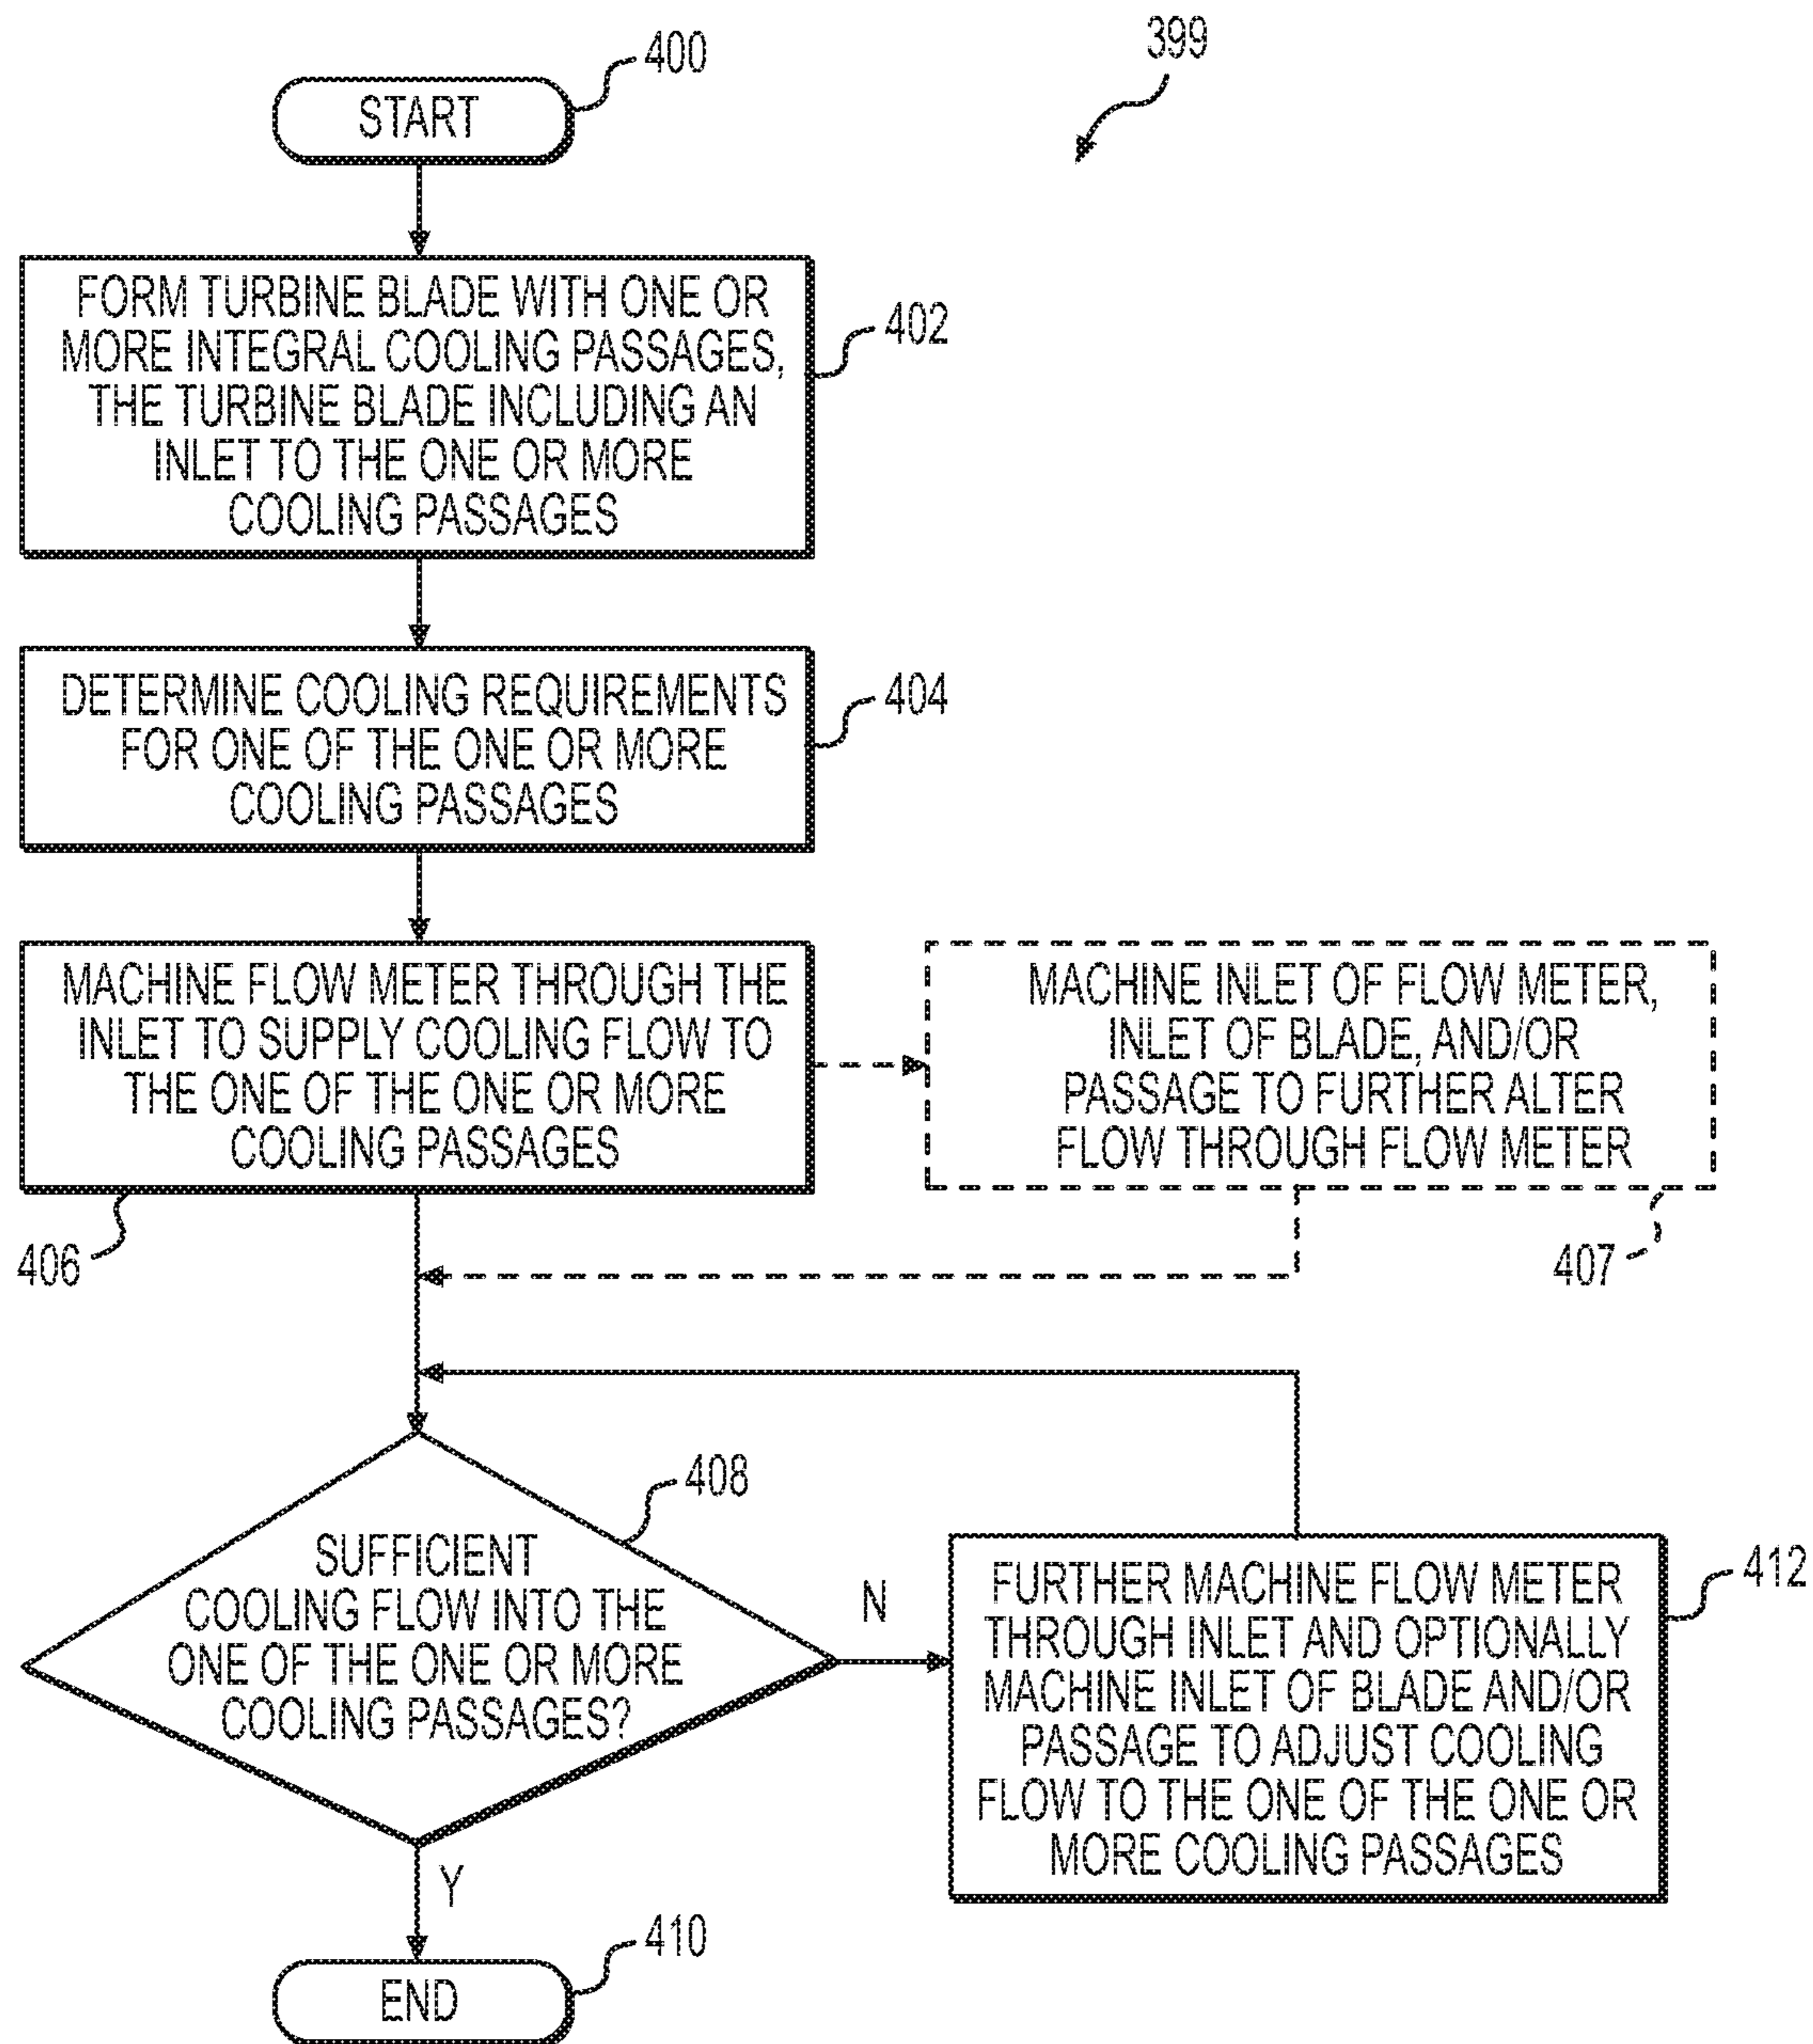 399
400
START
FORM TURBINE BLADE WITH ONE OR
MORE INTEGRAL COOLING PASSAGES,
THE TURBINE BLADE INCLUDING AN
INLET TO THE ONE OR MORE
COOLING PASSAGES
402
DETERMINE COOLING REQUIREMENTS
FOR ONE OF THE ONE OR MORE
COOLING PASSAGES
404
MACHINE FLOW METER THROUGH THE
INLET TO SUPPLY COOLING FLOW TO
THE ONE OF THE ONE OR MORE
COOLING PASSAGES
406
MACHINE INLET OF FLOW METER,
INLET OF BLADE, AND/OR
PASSAGE TO FURTHER ALTER
FLOW THROUGH FLOW METER
407
408
SUFFICIENT
COOLING FLOW INTO THE
ONE OF THE ONE OR MORE
COOLING PASSAGES?
N
FURTHER MACHINE FLOW METER
THROUGH INLET AND OPTIONALLY
MACHINE INLET OF BLADE AND/OR
PASSAGE TO ADJUST COOLING
FLOW TO THE ONE OF THE ONE OR
MORE COOLING PASSAGES
412
Y
410
END